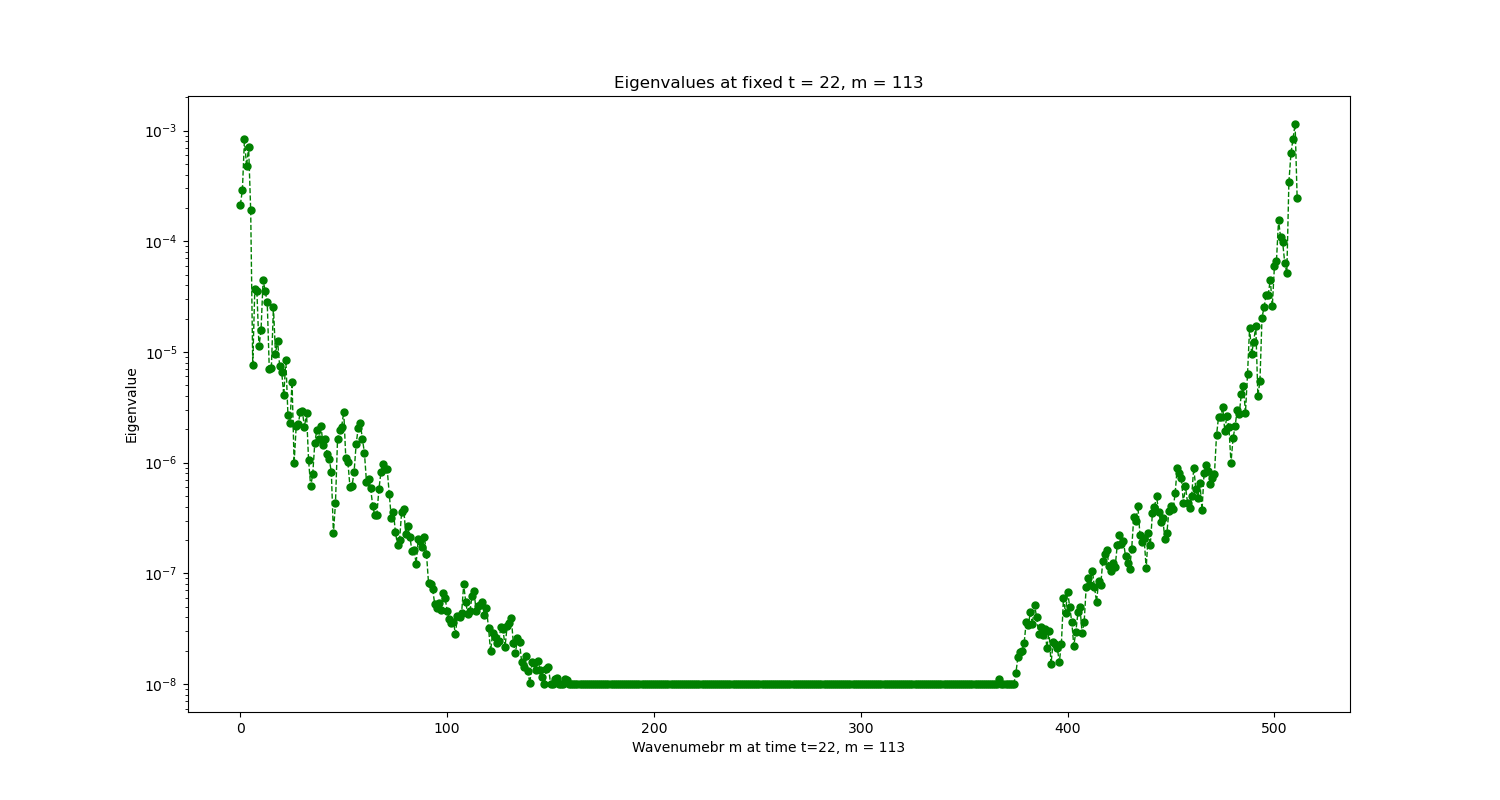 Eigenvalues at fixed t = 22, m = 113
Eigenvalue
10⁻³
10⁻⁴
10⁻⁵
10⁻⁶
10⁻⁷
10⁻⁸
0 100 200 300 400 500
Wavenumebr m at time t=22, m = 113